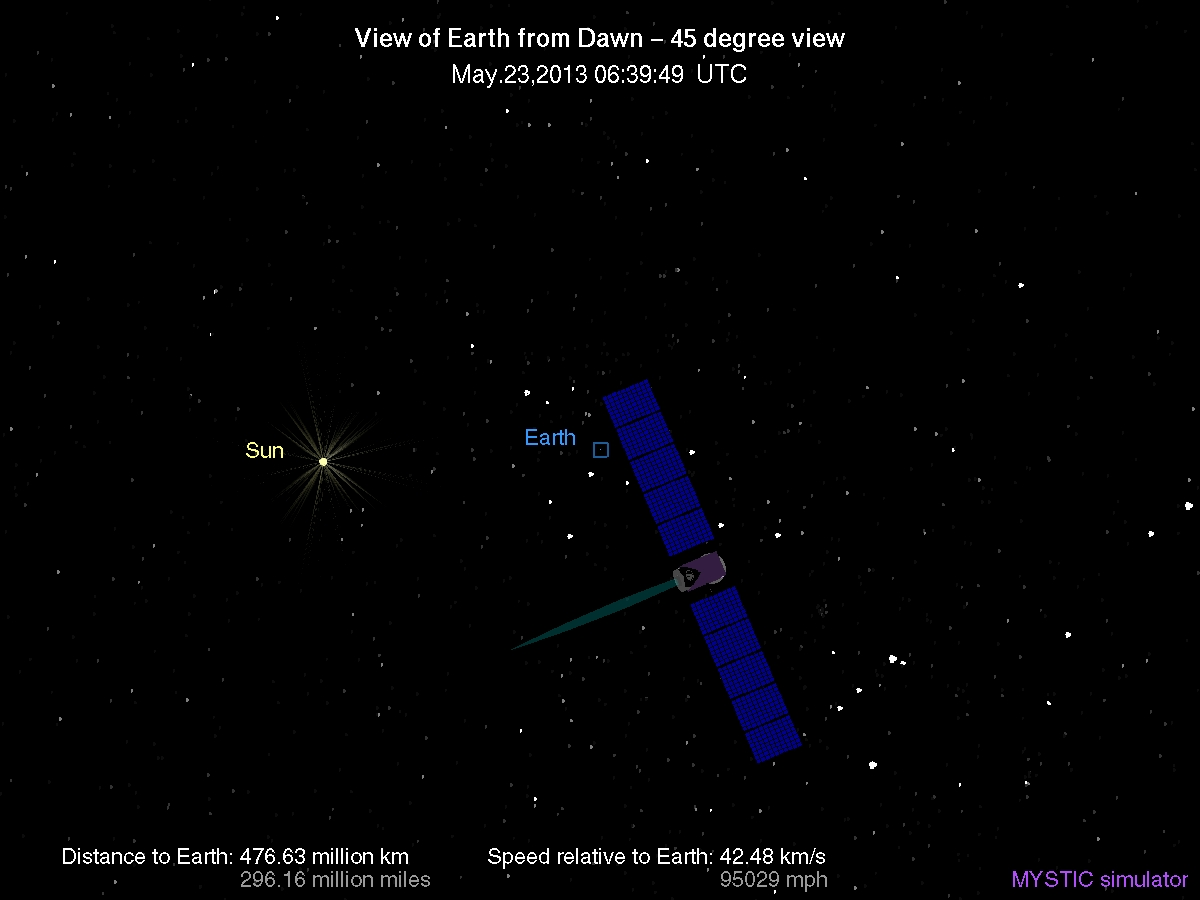 View of Earth from Dawn – 45 degree view
May.23,2013 06:39:49 UTC
Earth
Sun
Distance to Earth: 476.63 million km
296.16 million miles
Speed relative to Earth: 42.48 km/s
95029 mph
MYSTIC simulator